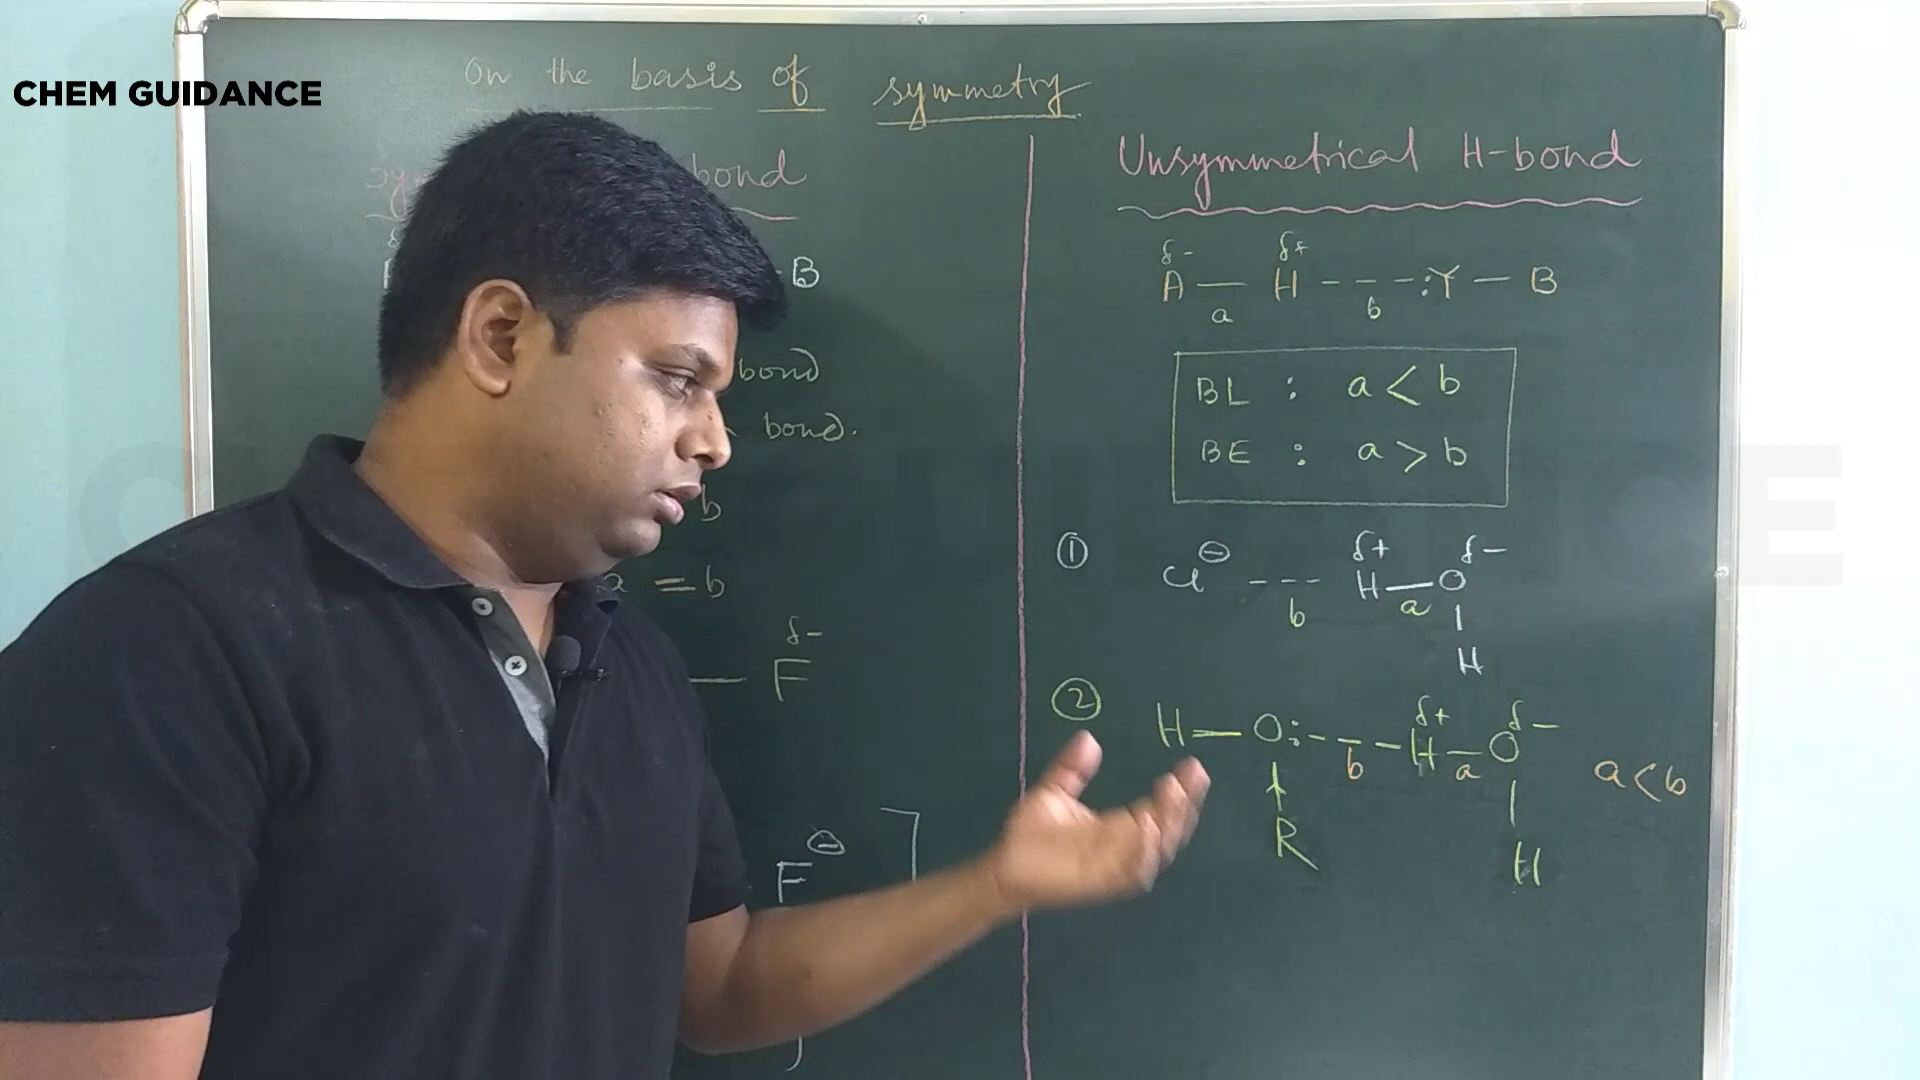 CHEM GUIDANCE
On the basis of symmetry
bond
B
bond
bond.
b
a = b
δ-
— F
F⊖
Unsymmetrical H-bond
δ- δ+
A — H - - - :Y — B
a b
BL : a < b
BE : a > b
① Cl⊖ - - - H — O
δ+ δ-
b a
H
② H — O: - - - H — O
δ+ δ-
b a
a < b
R
H